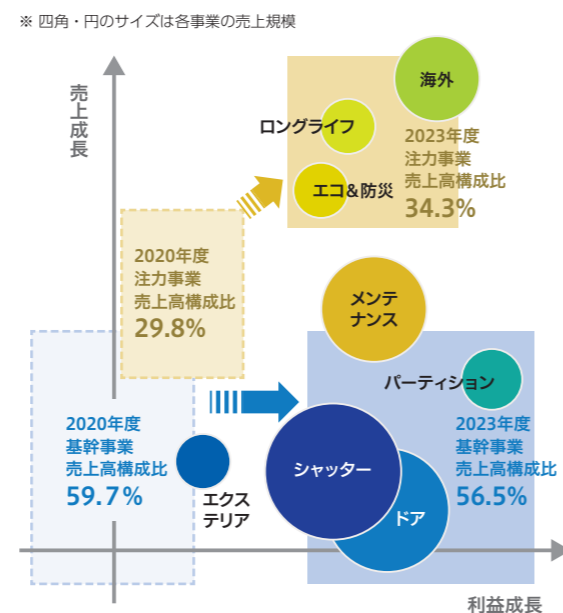 ※ 四角・円のサイズは各事業の売上規模
売上成長
海外
ロングライフ
エコ＆防災
2023年度
注力事業
売上高構成比
34.3%
2020年度
注力事業
売上高構成比
29.8%
メンテ
ナンス
パーティション
2020年度
基幹事業
売上高構成比
59.7%
エクス
テリア
シャッター
ドア
2023年度
基幹事業
売上高構成比
56.5%
利益成長